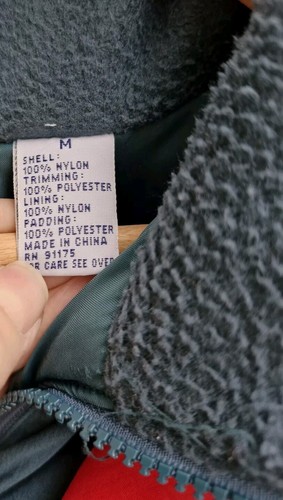 M
SHELL:
100% NYLON
TRIMMING:
100% POLYESTER
LINING:
100% NYLON
PADDING:
100% POLYESTER
MADE IN CHINA
RN 91175
OR CARE SEE OVER